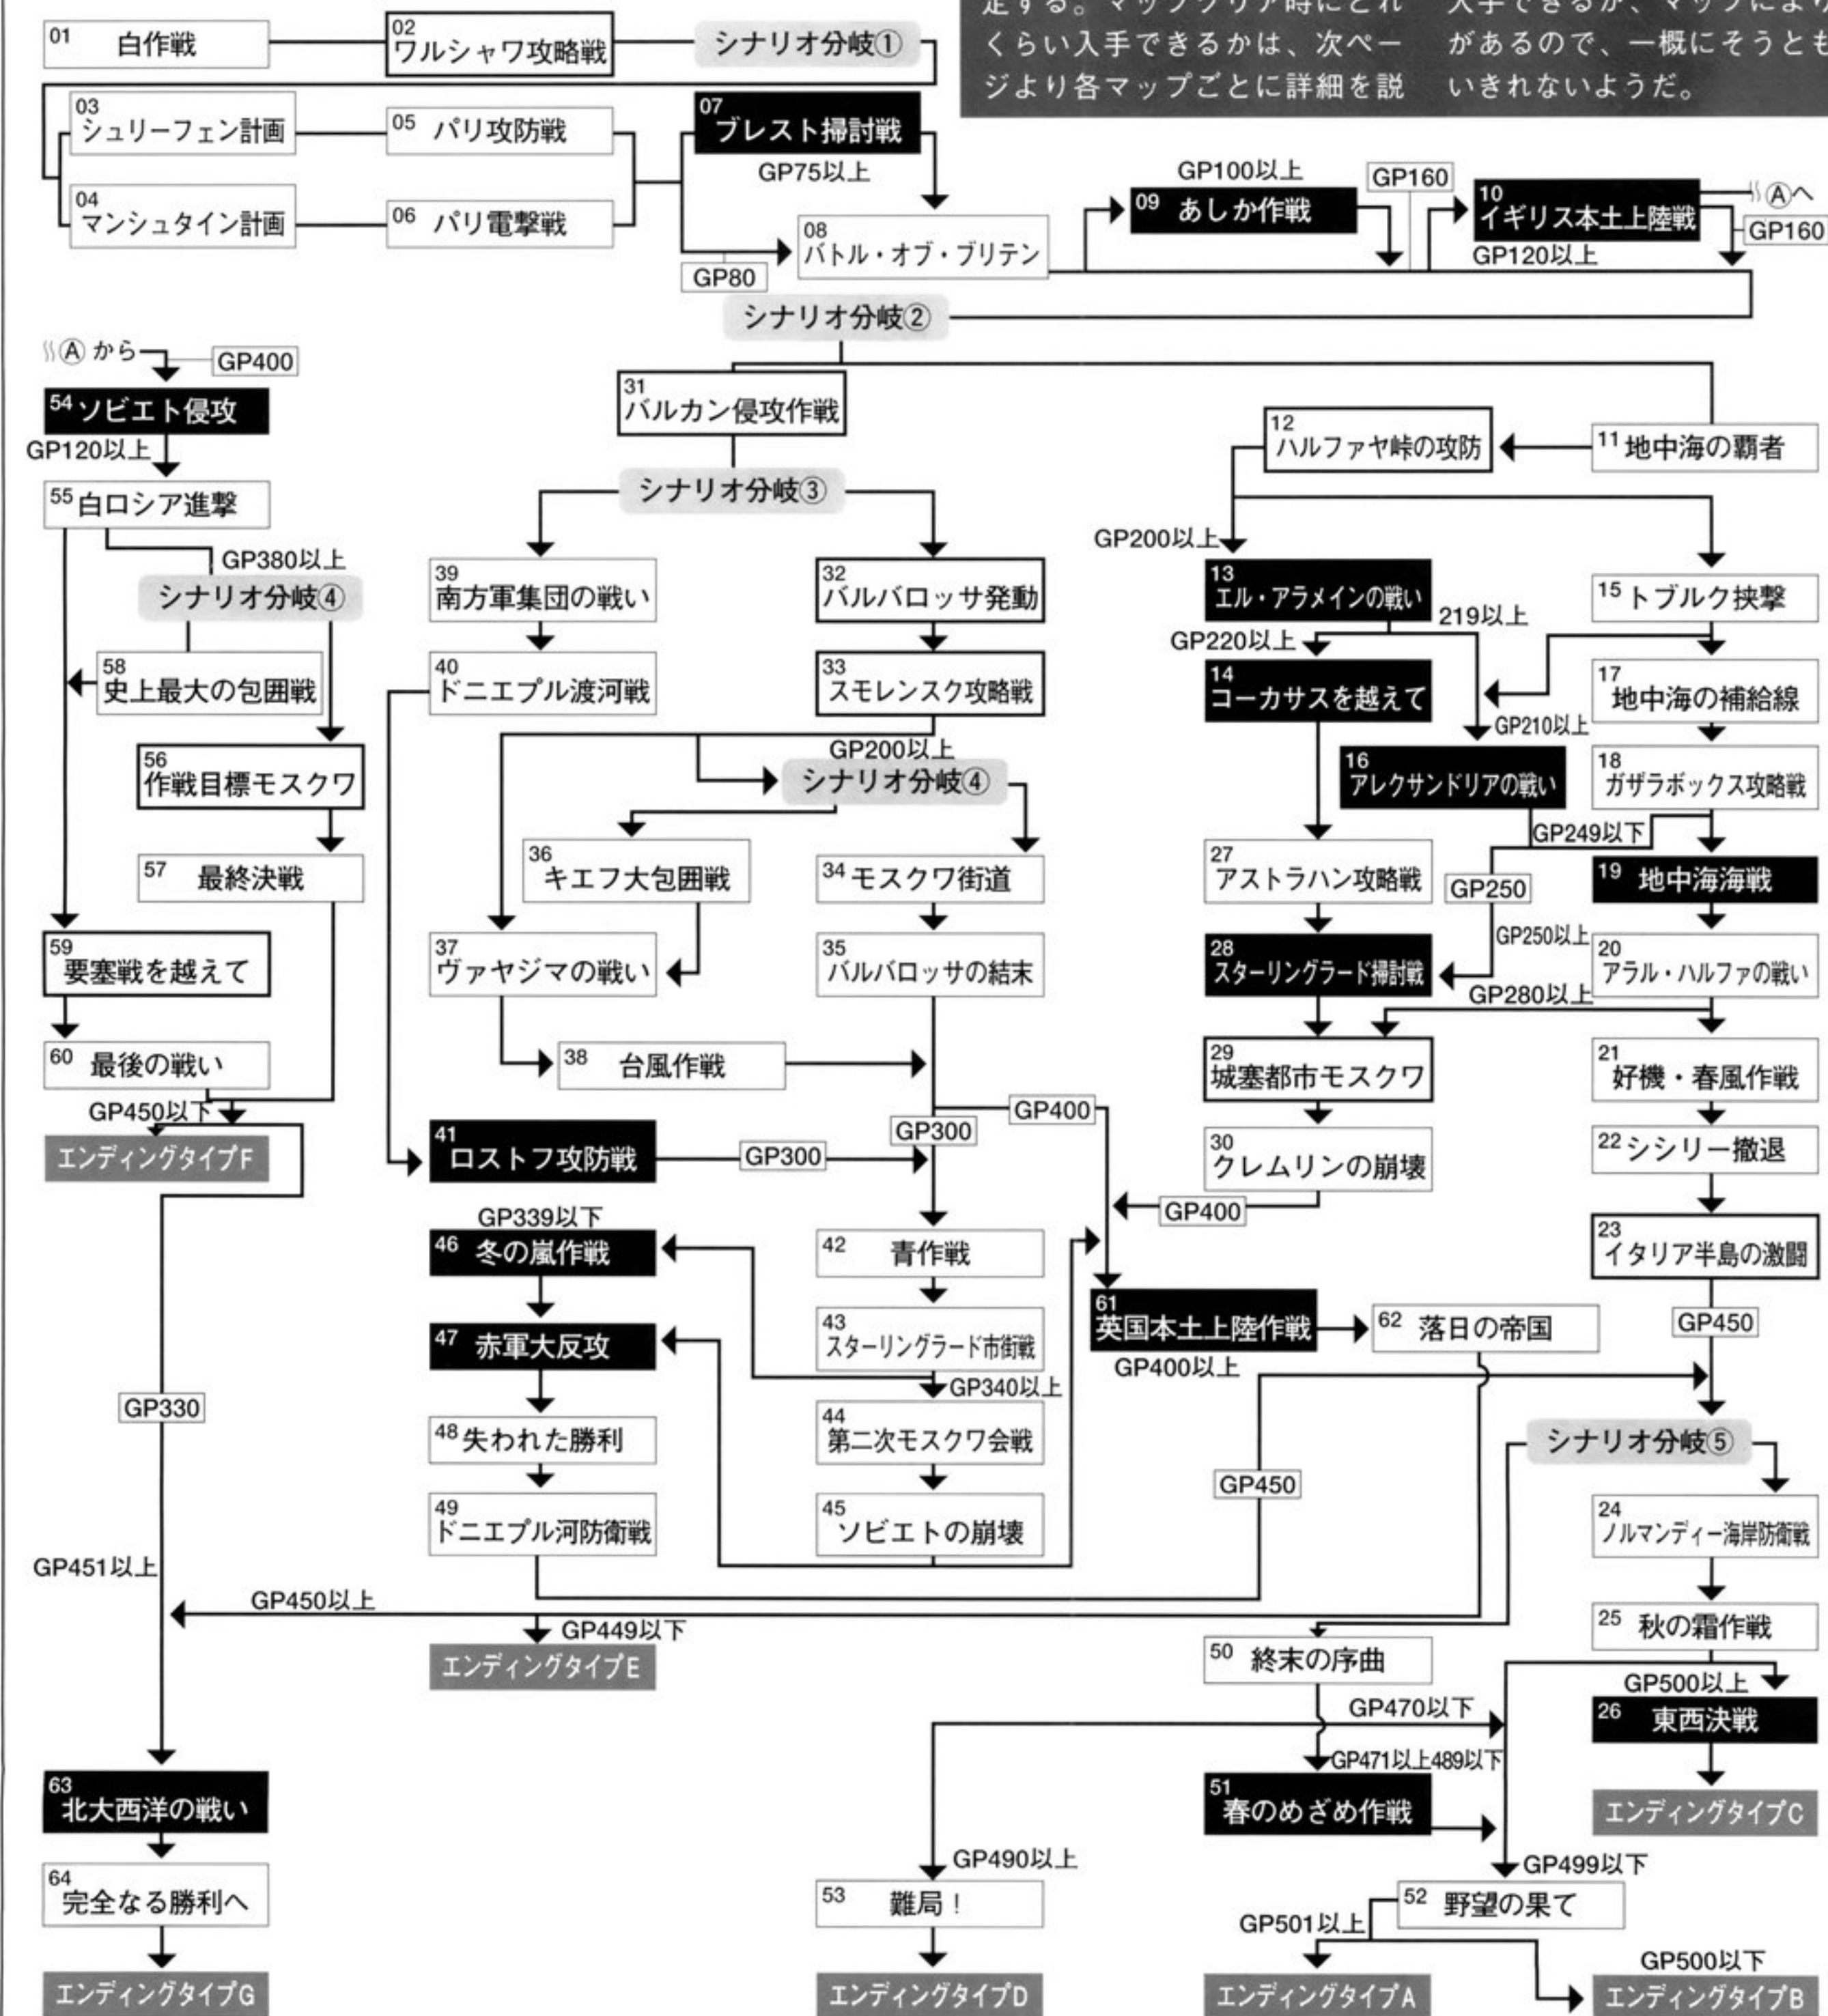 定する。マップクリア時にどれ
くらい入手できるかは、次ペー
ジより各マップごとに詳細を説
入手できるが、マップにより
があるので、一概にそうとも
いきれないようだ。
01 白作戦
02 ワルシャワ攻略戦
シナリオ分岐①
03 シュリーフェン計画
05 パリ攻防戦
07 ブレスト掃討戦
GP75以上
04 マンシュタイン計画
06 パリ電撃戦
GP80
08 バトル・オブ・ブリテン
GP100以上
09 あしか作戦
GP160
10 イギリス本土上陸戦
GP120以上
Ⓐへ
GP160
シナリオ分岐②
Ⓐから
GP400
54 ソビエト侵攻
GP120以上
55 白ロシア進撃
GP380以上
シナリオ分岐④
58 史上最大の包囲戦
56 作戦目標モスクワ
57 最終決戦
59 要塞戦を越えて
60 最後の戦い
GP450以下
エンディングタイプF
GP330
GP451以上
63 北大西洋の戦い
64 完全なる勝利へ
エンディングタイプG
31 バルカン侵攻作戦
シナリオ分岐③
39 南方軍集団の戦い
32 バルバロッサ発動
40 ドニエプル渡河戦
33 スモレンスク攻略戦
GP200以上
シナリオ分岐④
36 キエフ大包囲戦
34 モスクワ街道
37 ヴァヤジマの戦い
35 バルバロッサの結末
38 台風作戦
GP400
GP300
41 ロストフ攻防戦
GP300
GP339以下
46 冬の嵐作戦
42 青作戦
47 赤軍大反攻
43 スターリングラード市街戦
GP340以上
48 失われた勝利
44 第二次モスクワ会戦
49 ドニエプル河防衛戦
45 ソビエトの崩壊
GP450以上
GP449以下
エンディングタイプE
12 ハルファヤ峠の攻防
11 地中海の覇者
GP200以上
13 エル・アラメインの戦い
219以上
15 トブルク挟撃
GP220以上
14 コーカサスを越えて
GP210以上
17 地中海の補給線
16 アレクサンドリアの戦い
18 ガザラボックス攻略戦
GP249以下
27 アストラハン攻略戦
GP250
19 地中海海戦
GP250以上
28 スターリングラード掃討戦
20 アラル・ハルファの戦い
GP280以上
29 城塞都市モスクワ
21 好機・春風作戦
30 クレムリンの崩壊
22 シシリー撤退
GP400
23 イタリア半島の激闘
61 英国本土上陸作戦
GP400以上
62 落日の帝国
GP450
シナリオ分岐⑤
GP450
24 ノルマンディー海岸防衛戦
25 秋の霜作戦
50 終末の序曲
GP500以上
26 東西決戦
GP470以下
GP471以上489以下
51 春のめざめ作戦
エンディングタイプC
GP490以上
53 難局！
エンディングタイプD
GP499以下
52 野望の果て
GP501以上
エンディングタイプA
GP500以下
エンディングタイプB